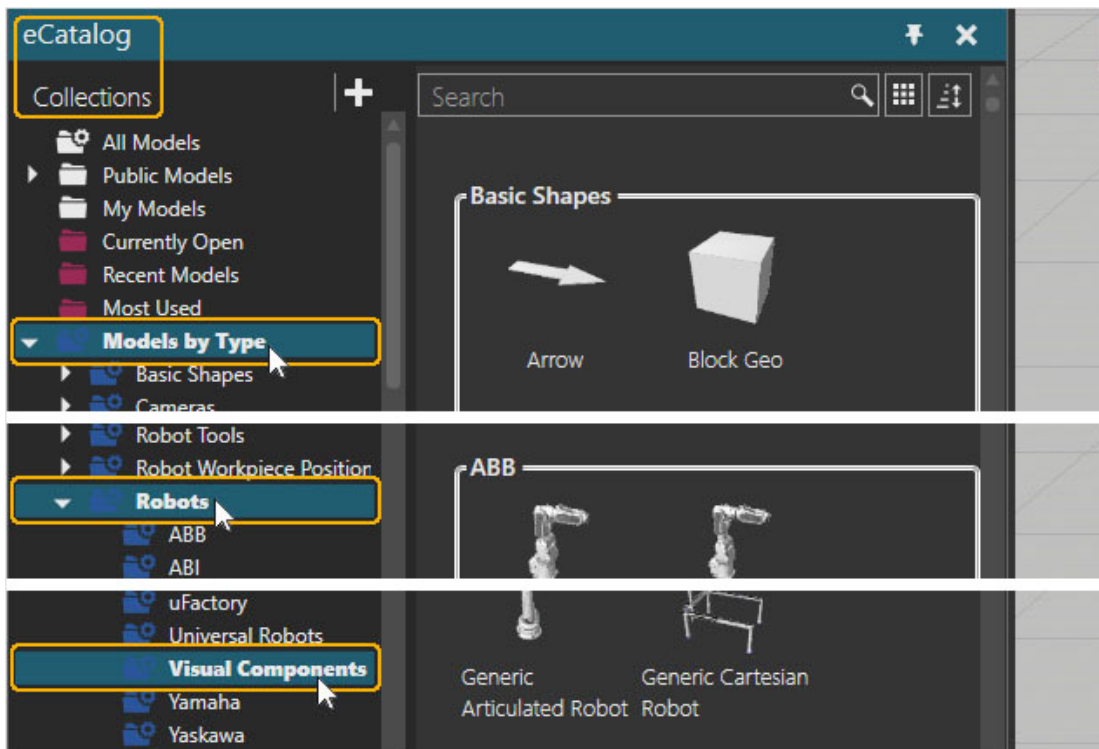 eCatalog
Collections
Search
All Models
Public Models
My Models
Currently Open
Recent Models
Most Used
Models by Type
Basic Shapes
Cameras
Basic Shapes
Arrow
Block Geo
Robot Tools
Robot Workpiece Position
Robots
ABB
ABI
ABB
uFactory
Universal Robots
Visual Components
Yamaha
Yaskawa
Generic
Articulated Robot
Generic Cartesian
Robot